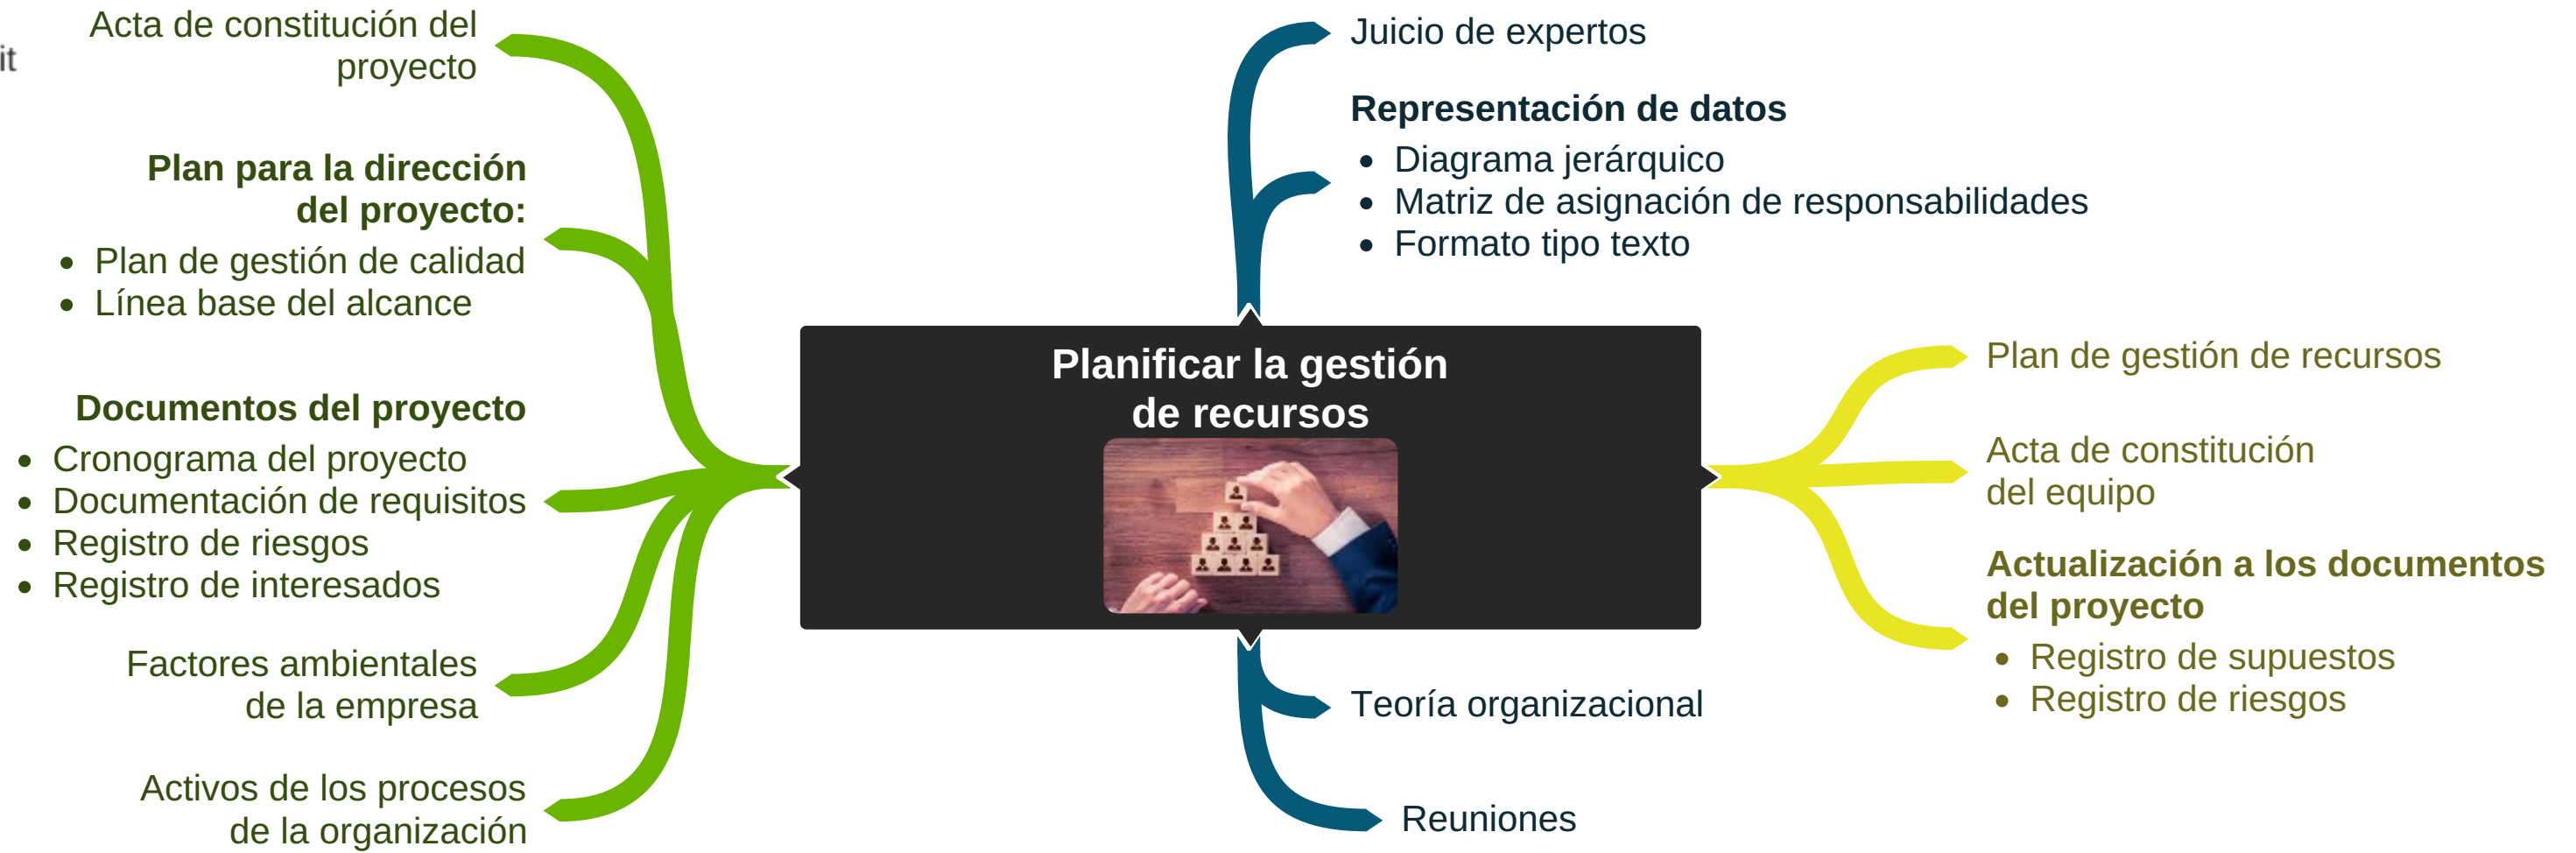 it
Acta de constitución del
proyecto
Plan para la dirección
del proyecto:
• Plan de gestión de calidad
• Línea base del alcance
Documentos del proyecto
• Cronograma del proyecto
• Documentación de requisitos
• Registro de riesgos
• Registro de interesados
Factores ambientales
de la empresa
Activos de los procesos
de la organización
Juicio de expertos
Representación de datos
• Diagrama jerárquico
• Matriz de asignación de responsabilidades
• Formato tipo texto
Planificar la gestión
de recursos
Teoría organizacional
Reuniones
Plan de gestión de recursos
Acta de constitución
del equipo
Actualización a los documentos
del proyecto
• Registro de supuestos
• Registro de riesgos